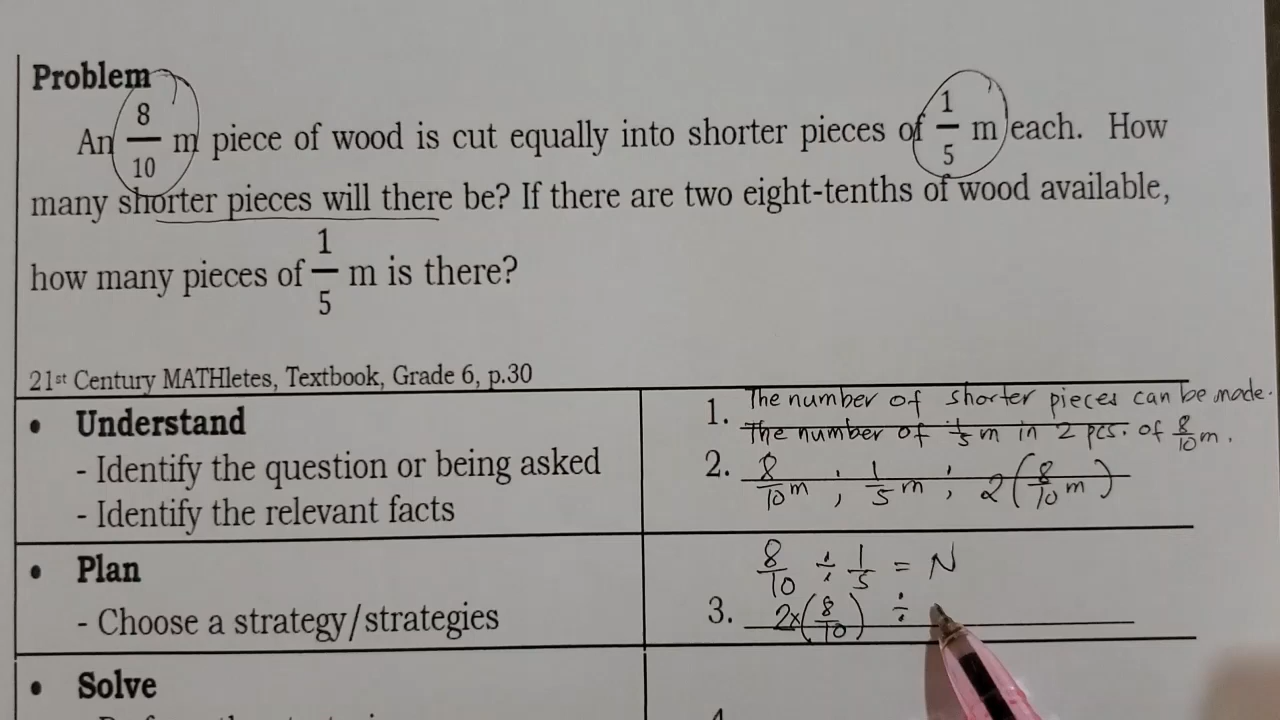 Problem
An 8/10 m piece of wood is cut equally into shorter pieces of 1/5 m each. How
many shorter pieces will there be? If there are two eight-tenths of wood available,
how many pieces of 1/5 m is there?
21st Century MATHletes, Textbook, Grade 6, p.30
• Understand
- Identify the question or being asked
- Identify the relevant facts
1. The number of shorter pieces can be made.
The number of 1/5 m in 2 pcs. of 8/10 m.
2. 8/10 m ; 1/5 m ; 2(8/10 m)
• Plan
- Choose a strategy/strategies
8/10 ÷ 1/5 = N
3. 2×(8/10) ÷
• Solve